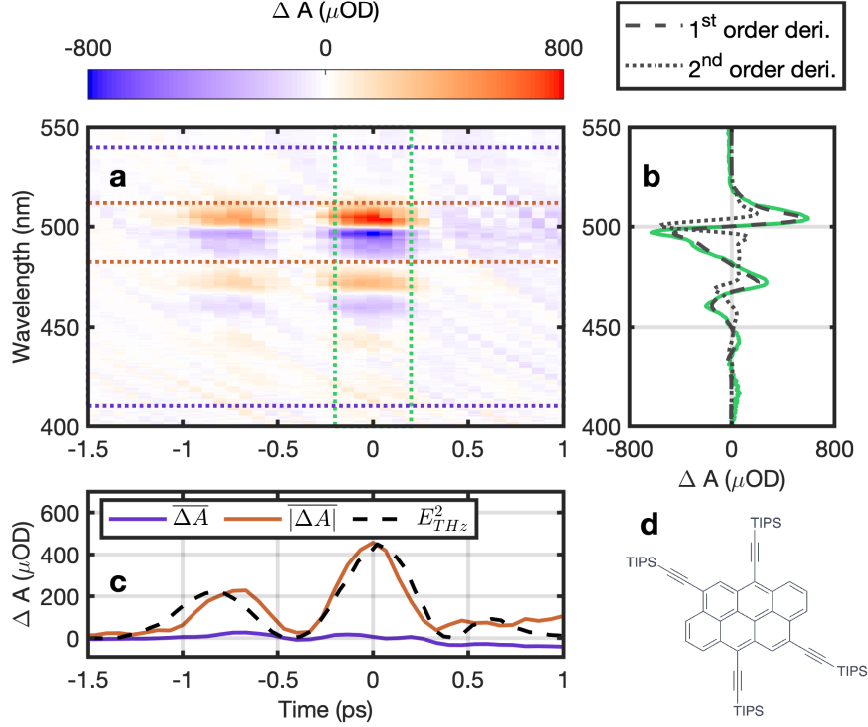 Δ A (μOD)
-800 0 800
1st order deri.
2nd order deri.
a
550
500
450
400
Wavelength (nm)
-1.5 -1 -0.5 0 0.5 1
b
550
500
450
400
-800 0 800
Δ A (μOD)
c
ΔA |ΔA| E²THz
600
400
200
0
Δ A (μOD)
-1.5 -1 -0.5 0 0.5 1
Time (ps)
d
TIPS
TIPS
TIPS
TIPS